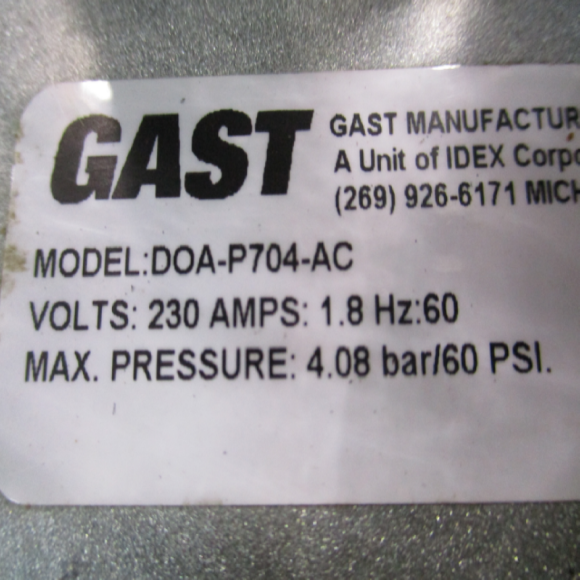 GAST
GAST MANUFACTUR
A Unit of IDEX Corpo
(269) 926-6171 MICH
MODEL:DOA-P704-AC
VOLTS: 230 AMPS: 1.8 Hz:60
MAX. PRESSURE: 4.08 bar/60 PSI.